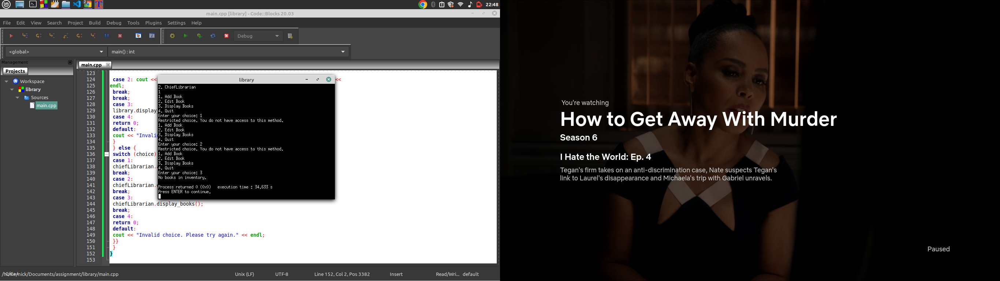 22:48
main.cpp [library] - Code::Blocks 20.03
File Edit View Search Project Build Debug Tools Plugins Settings Help
Debug
<global> main() : int
Management
main.cpp
Projects
Workspace
library
Sources
main.cpp
123
124 case 2: cout << <<
125 endl;
126 break;
127 break;
128 case 3:
129 library.display_
130 case 4:
131 return 0;
132 default:
133 cout << "Invalid
134 }
135 } else {
136 switch (choice)
137 case 1:
138 chiefLibrarian.
139 break;
140 case 2:
141 chiefLibrarian.
142 break;
143 case 3:
144 chiefLibrarian.display_books();
145 break;
146 case 4:
147 return 0;
148 default:
149 cout << "Invalid choice. Please try again." << endl;
150 }}
151 }
152 }
153
library
2. ChiefLibrarian
1
1. Add Book
2. Edit Book
3. Display Books
4. Quit
Enter your choice: 1
Restricted choice. You do not have access to this method.
1. Add Book
2. Edit Book
3. Display Books
4. Quit
Enter your choice: 2
Restricted choice. You do not have access to this method.
1. Add Book
2. Edit Book
3. Display Books
4. Quit
Enter your choice: 3
No books in inventory.
Process returned 0 (0x0) execution time : 34.633 s
Press ENTER to continue.
/home/nick/Documents/assignment/library/main.cpp Unix (LF) UTF-8 Line 152, Col 2, Pos 3382 Insert Read/Wri... default
You're watching
How to Get Away With Murder
Season 6
I Hate the World: Ep. 4
Tegan's firm takes on an anti-discrimination case, Nate suspects Tegan's
link to Laurel's disappearance and Michaela's trip with Gabriel unravels.
Paused